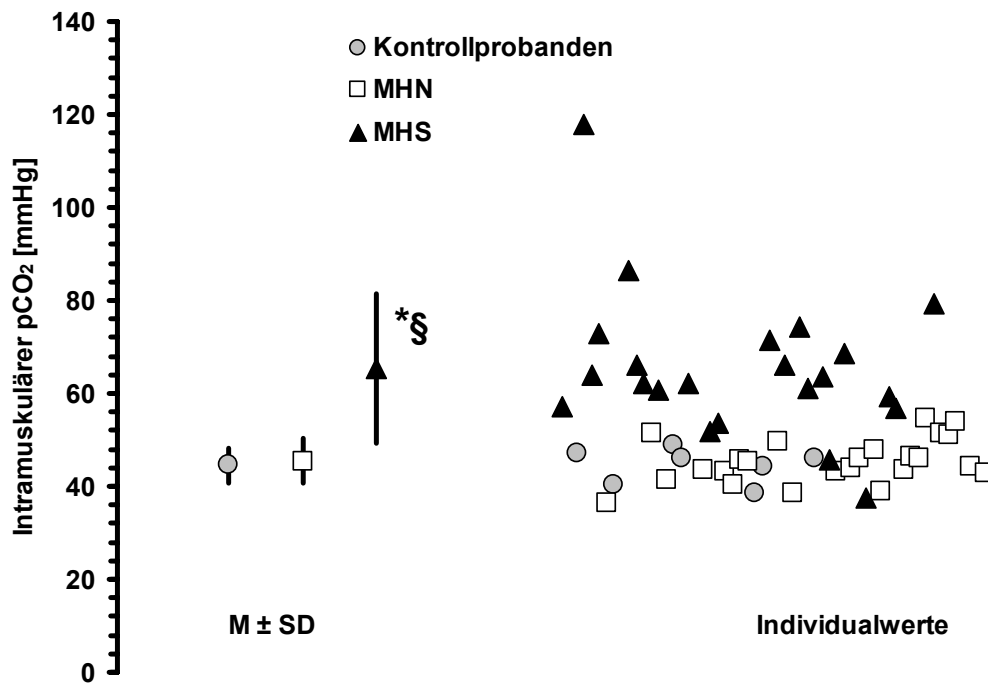 140
120
100
80
60
40
20
0
Intramuskulärer pCO₂ [mmHg]
Kontrollprobanden
MHN
MHS
*§
M ± SD
Individualwerte